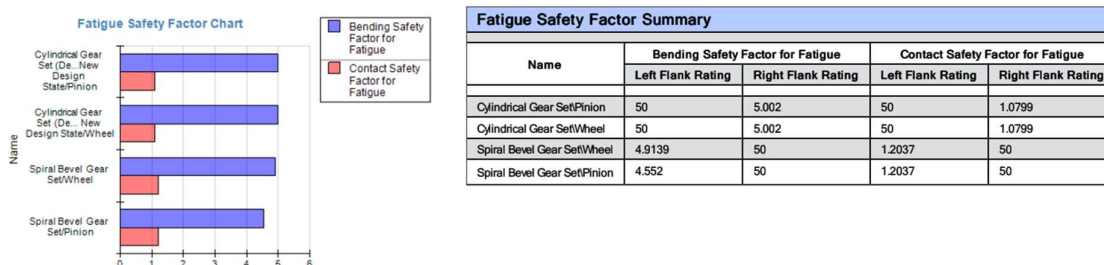 Fatigue Safety Factor Chart
Cylindrical Gear
Set (De...New
Design
State/Pinion
Cylindrical Gear
Set (De... New
Design State/Wheel
Spiral Bevel Gear
Set/Wheel
Spiral Bevel Gear
Set/Pinion
Name
0 1 2 3 4 5 6
Bending Safety
Factor for
Fatigue
Contact Safety
Factor for
Fatigue
Fatigue Safety Factor Summary
Name Bending Safety Factor for Fatigue Contact Safety Factor for Fatigue
Left Flank Rating Right Flank Rating Left Flank Rating Right Flank Rating
Cylindrical Gear Set\Pinion 50 5.002 50 1.0799
Cylindrical Gear Set\Wheel 50 5.002 50 1.0799
Spiral Bevel Gear Set\Wheel 4.9139 50 1.2037 50
Spiral Bevel Gear Set\Pinion 4.552 50 1.2037 50